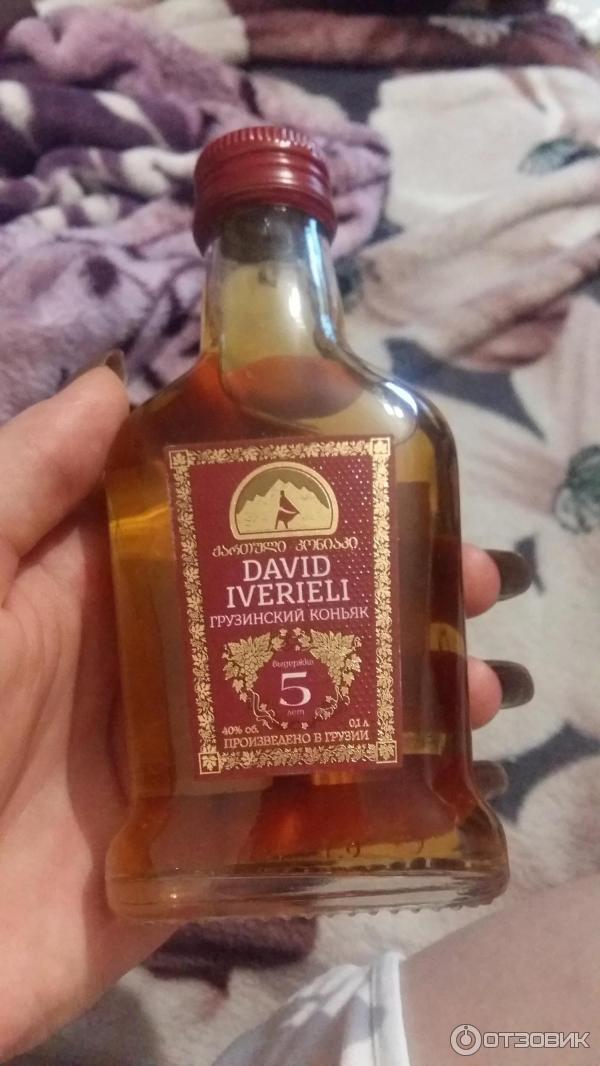 ქართული კონიაკი
DAVID
IVERIELI
ГРУЗИНСКИЙ КОНЬЯК
выдержка
5
лет
40% об. 0,1 л
ПРОИЗВЕДЕНО В ГРУЗИИ
ОТЗОВИК